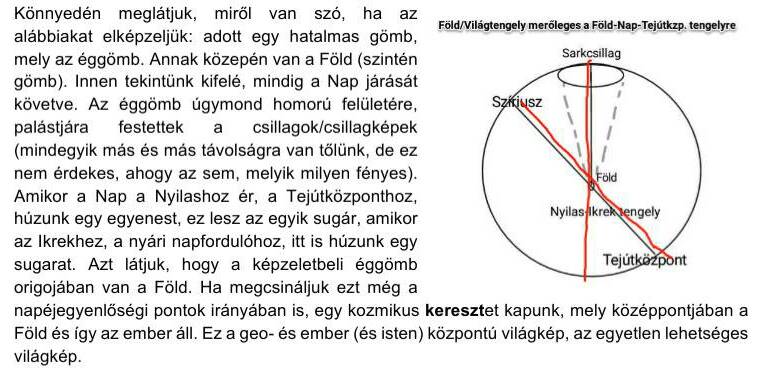 Könnyedén meglátjuk, miről van szó, ha az
alábbiakat elképzeljük: adott egy hatalmas gömb,
mely az éggömb. Annak közepén van a Föld (szintén
gömb). Innen tekintünk kifelé, mindig a Nap járását
követve. Az éggömb úgymond homorú felületére,
palástjára festettek a csillagok/csillagképek
(mindegyik más és más távolságra van tőlünk, de ez
nem érdekes, ahogy az sem, melyik milyen fényes).
Amikor a Nap a Nyilashoz ér, a Tejútközponthoz,
húzunk egy egyenest, ez lesz az egyik sugár, amikor
az Ikrekhez, a nyári napfordulóhoz, itt is húzunk egy
sugarat. Azt látjuk, hogy a képzeletbeli éggömb
origojában van a Föld. Ha megcsináljuk ezt még a
napéjegyenlőségi pontok irányában is, egy kozmikus keresztet kapunk, mely középpontjában a
Föld és így az ember áll. Ez a geo- és ember (és isten) központú világkép, az egyetlen lehetséges
világkép.
Föld/Világtengely merőleges a Föld-Nap-Tejútkzp. tengelyre
Sarkcsillag
Szíriusz
Föld
Nyilas-Ikrek tengely
Tejútközpont